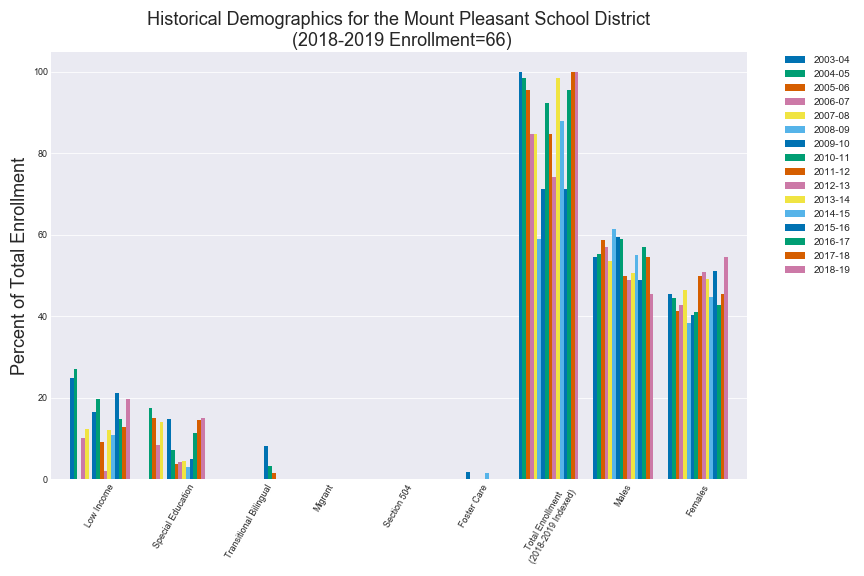 Historical Demographics for the Mount Pleasant School District
(2018-2019 Enrollment=66)
Percent of Total Enrollment
100
80
60
40
20
0
Low Income
Special Education
Transitional Bilingual
Migrant
Section 504
Foster Care
Total Enrollment
(2018-2019 Indexed)
Males
Females
2003-04
2004-05
2005-06
2006-07
2007-08
2008-09
2009-10
2010-11
2011-12
2012-13
2013-14
2014-15
2015-16
2016-17
2017-18
2018-19